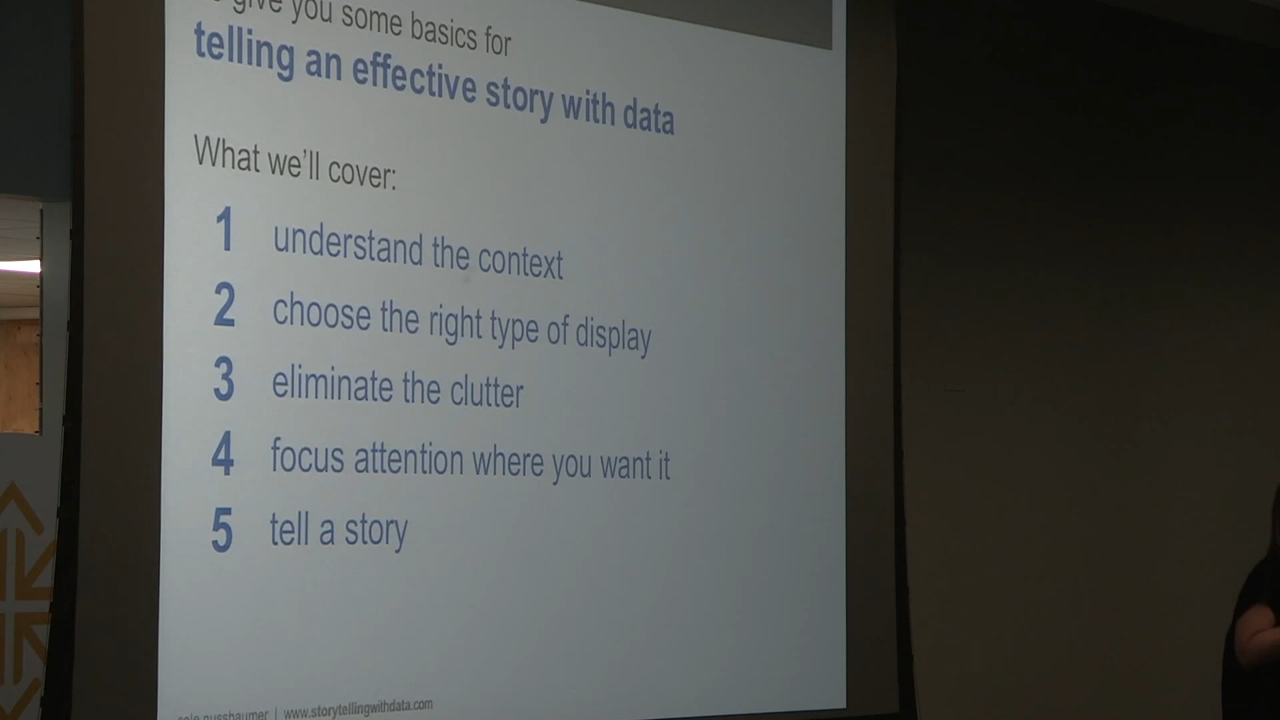 give you some basics for
telling an effective story with data
What we'll cover:
1 understand the context
2 choose the right type of display
3 eliminate the clutter
4 focus attention where you want it
5 tell a story
cole nussbaumer | www.storytellingwithdata.com